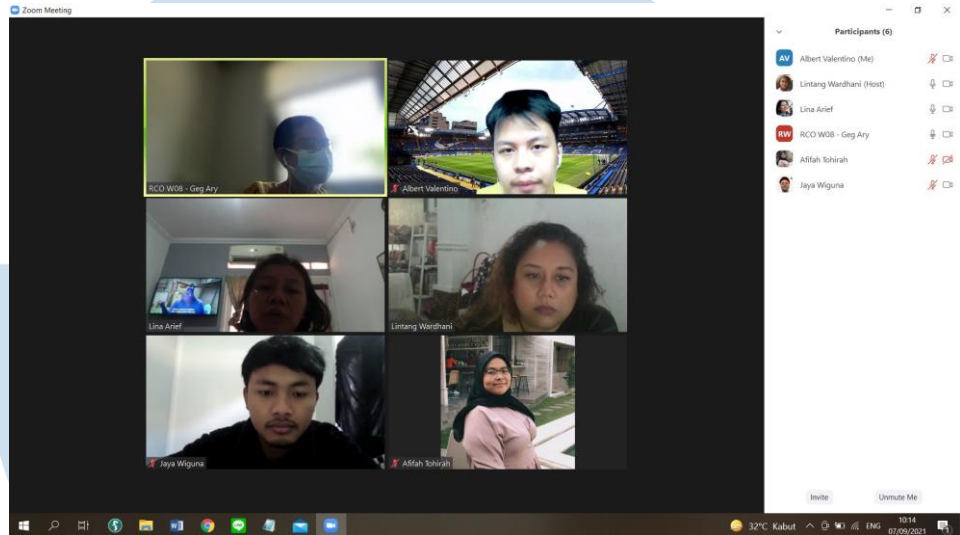 Zoom Meeting
Participants (6)
AV Albert Valentino (Me)
Lintang Wardhani (Host)
Lina Arief
RW RCO W08 - Geg Ary
Afifah Tohirah
Jaya Wiguna
RCO W08 - Geg Ary
Albert Valentino
Lina Arief
Lintang Wardhani
Jaya Wiguna
Afifah Tohirah
Invite
Unmute Me
32°C Kabut
ENG
10:14
07/09/2021